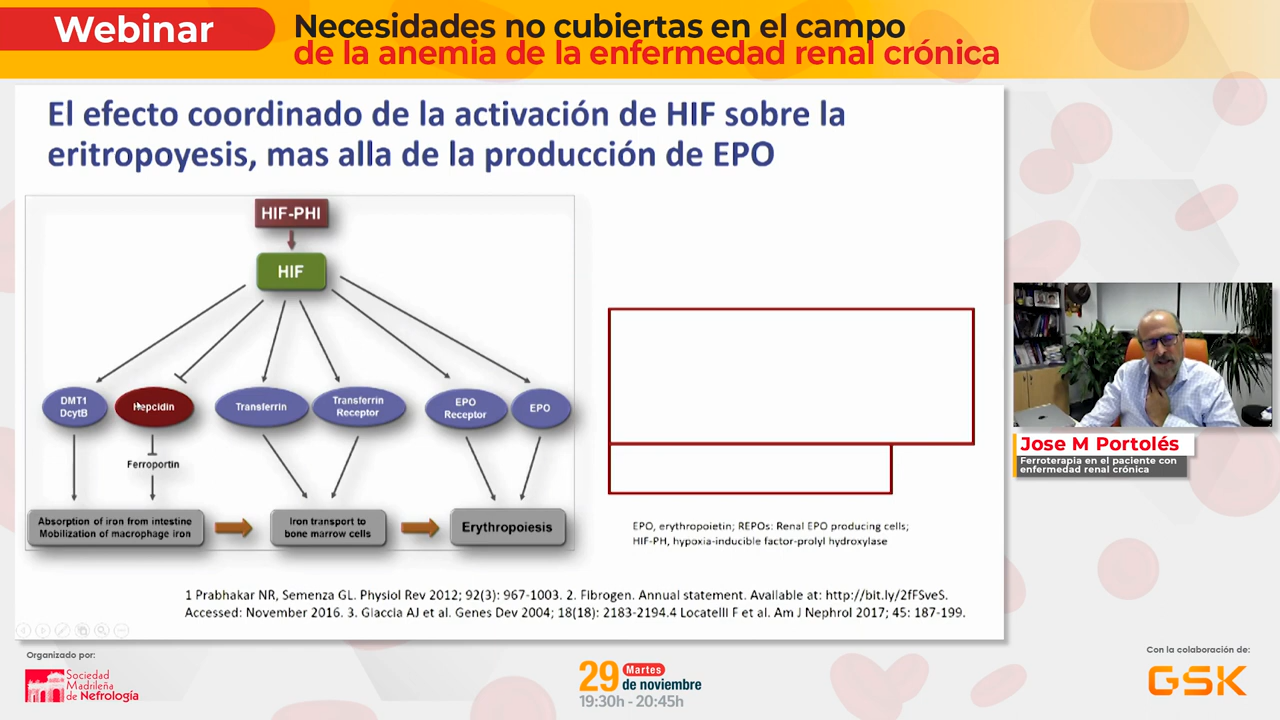 Webinar
Necesidades no cubiertas en el campo
de la anemia de la enfermedad renal crónica
El efecto coordinado de la activación de HIF sobre la
eritropoyesis, mas alla de la producción de EPO
HIF-PHI
HIF
DMT1
DcytB
Hepcidin
Transferrin
Transferrin
Receptor
EPO
Receptor
EPO
Ferroportin
Absorption of iron from intestine
Mobilization of macrophage iron
Iron transport to
bone marrow cells
Erythropoiesis
EPO, erythropoietin; REPOs: Renal EPO producing cells;
HIF-PH, hypoxia-inducible factor-prolyl hydroxylase
1 Prabhakar NR, Semenza GL. Physiol Rev 2012; 92(3): 967-1003. 2. Fibrogen. Annual statement. Available at: http://bit.ly/2fFSveS.
Accessed: November 2016. 3. Giaccia AJ et al. Genes Dev 2004; 18(18): 2183-2194.4 Locatelli F et al. Am J Nephrol 2017; 45: 187-199.
Jose M Portolés
Ferroterapia en el paciente con
enfermedad renal crónica
Organizado por:
Sociedad
Madrileña
de Nefrología
29 Martes
de noviembre
19:30h - 20:45h
Con la colaboración de:
GSK